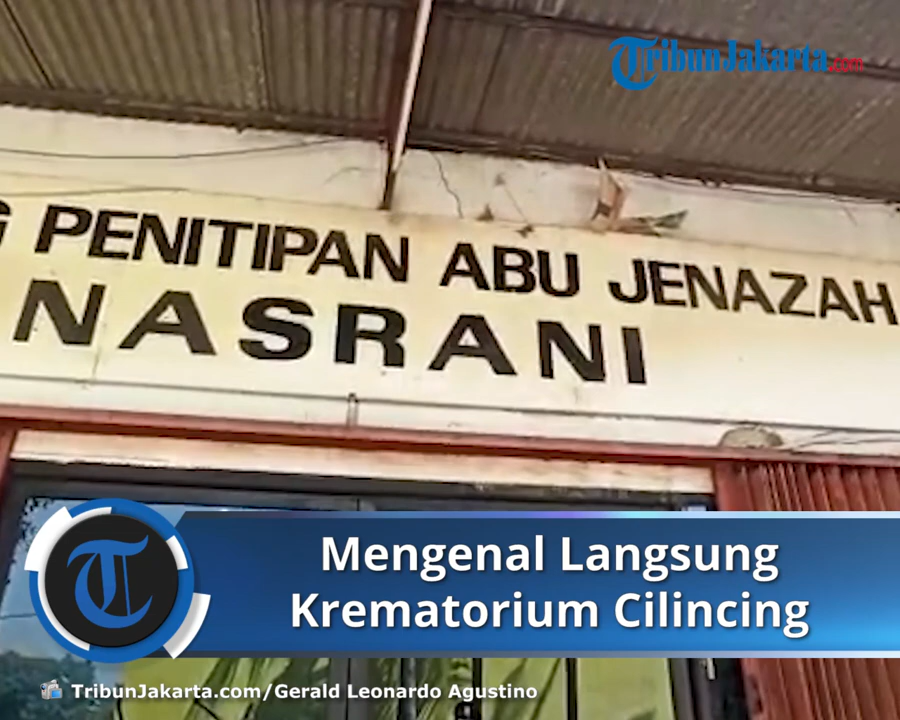 TribunJakarta.com
PENITIPAN ABU JENAZAH
NASRANI
Mengenal Langsung
Krematorium Cilincing
TribunJakarta.com/Gerald Leonardo Agustino